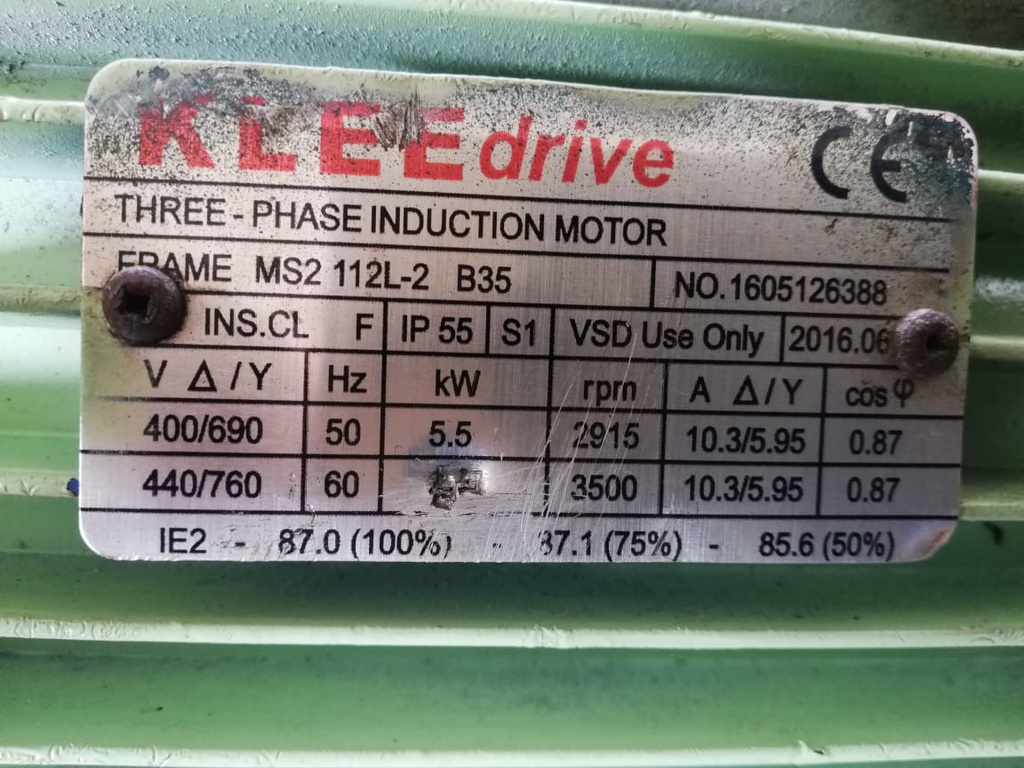 KLEE drive CE
THREE - PHASE INDUCTION MOTOR
FRAME MS2 112L-2 B35 NO.1605126388
INS.CL F IP 55 S1 VSD Use Only 2016.06
V Δ / Y Hz kW rpm A Δ / Y cos φ
400/690 50 5.5 2915 10.3/5.95 0.87
440/760 60 3500 10.3/5.95 0.87
IE2 - 87.0 (100%) - 87.1 (75%) - 85.6 (50%)